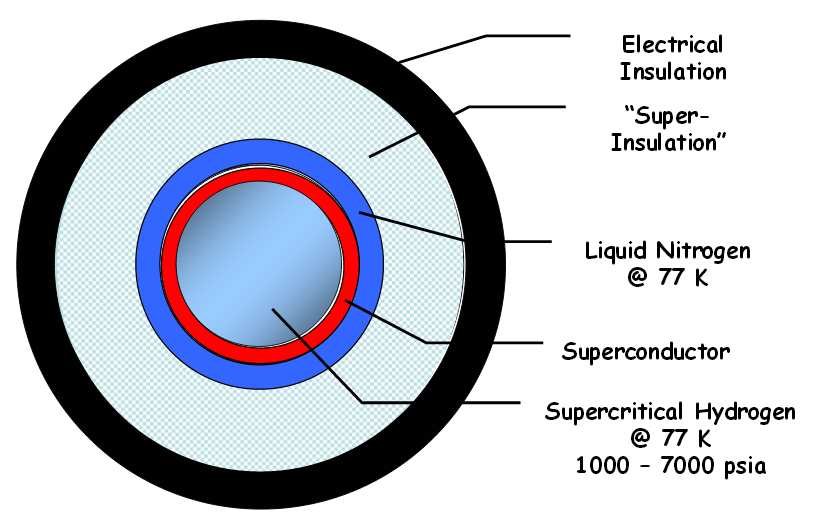 Electrical
Insulation
“Super-
Insulation”
Liquid Nitrogen
@ 77 K
Superconductor
Supercritical Hydrogen
@ 77 K
1000 – 7000 psia